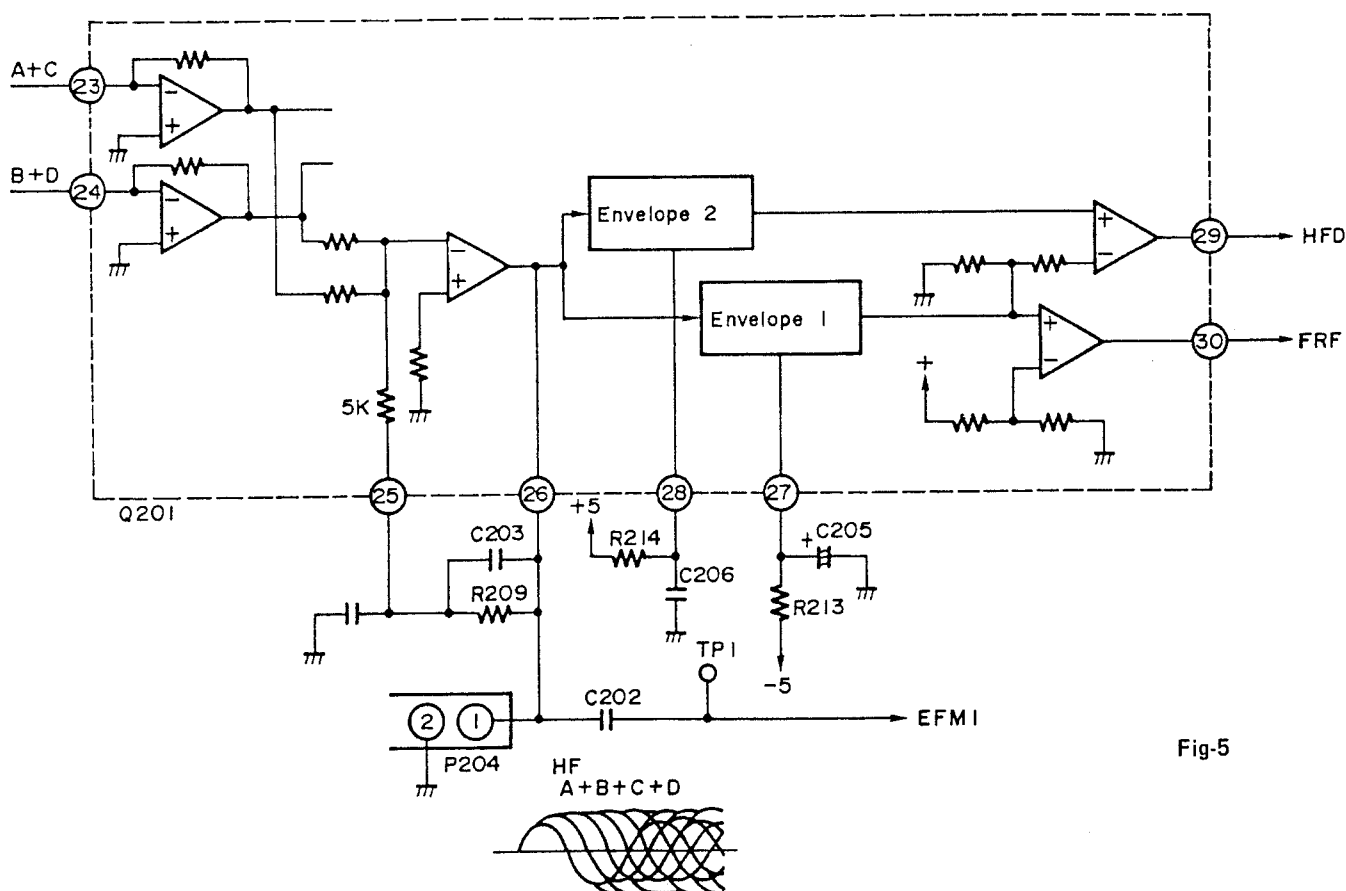 A+C
23
−
+
B+D
24
−
+
Envelope 2
−
+
+
−
29
HFD
Envelope 1
+
−
30
FRF
+
5K
25
26
28
27
Q201
+5
C203
R214
+
C205
C206
R209
R213
TP1
-5
C202
2
1
EFM1
P204
Fig-5
HF
A+B+C+D